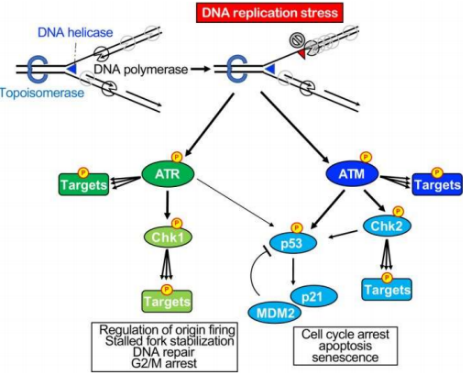 DNA replication stress
DNA helicase
DNA polymerase
Topoisomerase
P
P
P
P
Targets
ATR
ATM
Targets
P
P
P
Chk1
p53
Chk2
P
P
Targets
MDM2
p21
Targets
Regulation of origin firing
Stalled fork stabilization
DNA repair
G2/M arrest
Cell cycle arrest
apoptosis
senescence